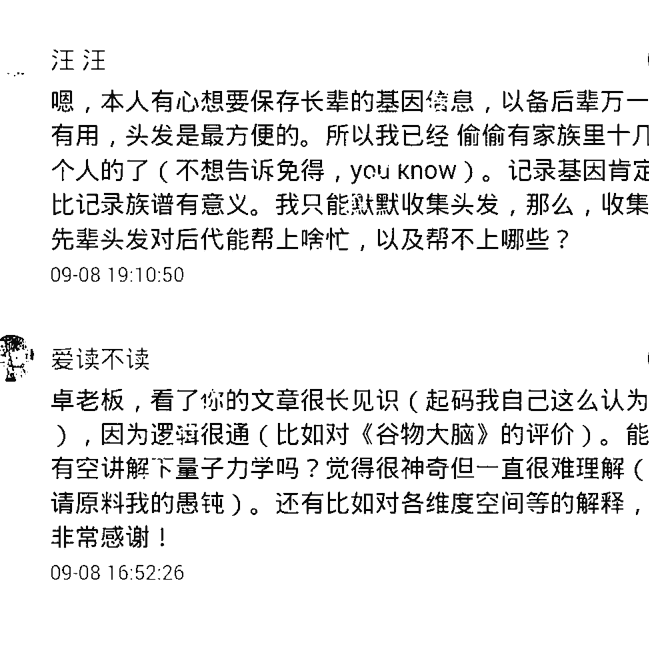 汪 汪
嗯，本人有心想要保存长辈的基因信息，以备后辈万一
有用，头发是最方便的。所以我已经 偷偷有家族里十几
个人的了（不想告诉免得，you know）。记录基因肯定
比记录族谱有意义。我只能默默收集头发，那么，收集
先辈头发对后代能帮上啥忙，以及帮不上哪些？
09-08 19:10:50
爱读不读
卓老板，看了你的文章很长见识（起码我自己这么认为
），因为逻辑很通（比如对《谷物大脑》的评价）。能
有空讲解下量子力学吗？觉得很神奇但一直很难理解（
请原料我的愚钝）。还有比如对各维度空间等的解释，
非常感谢！
09-08 16:52:26